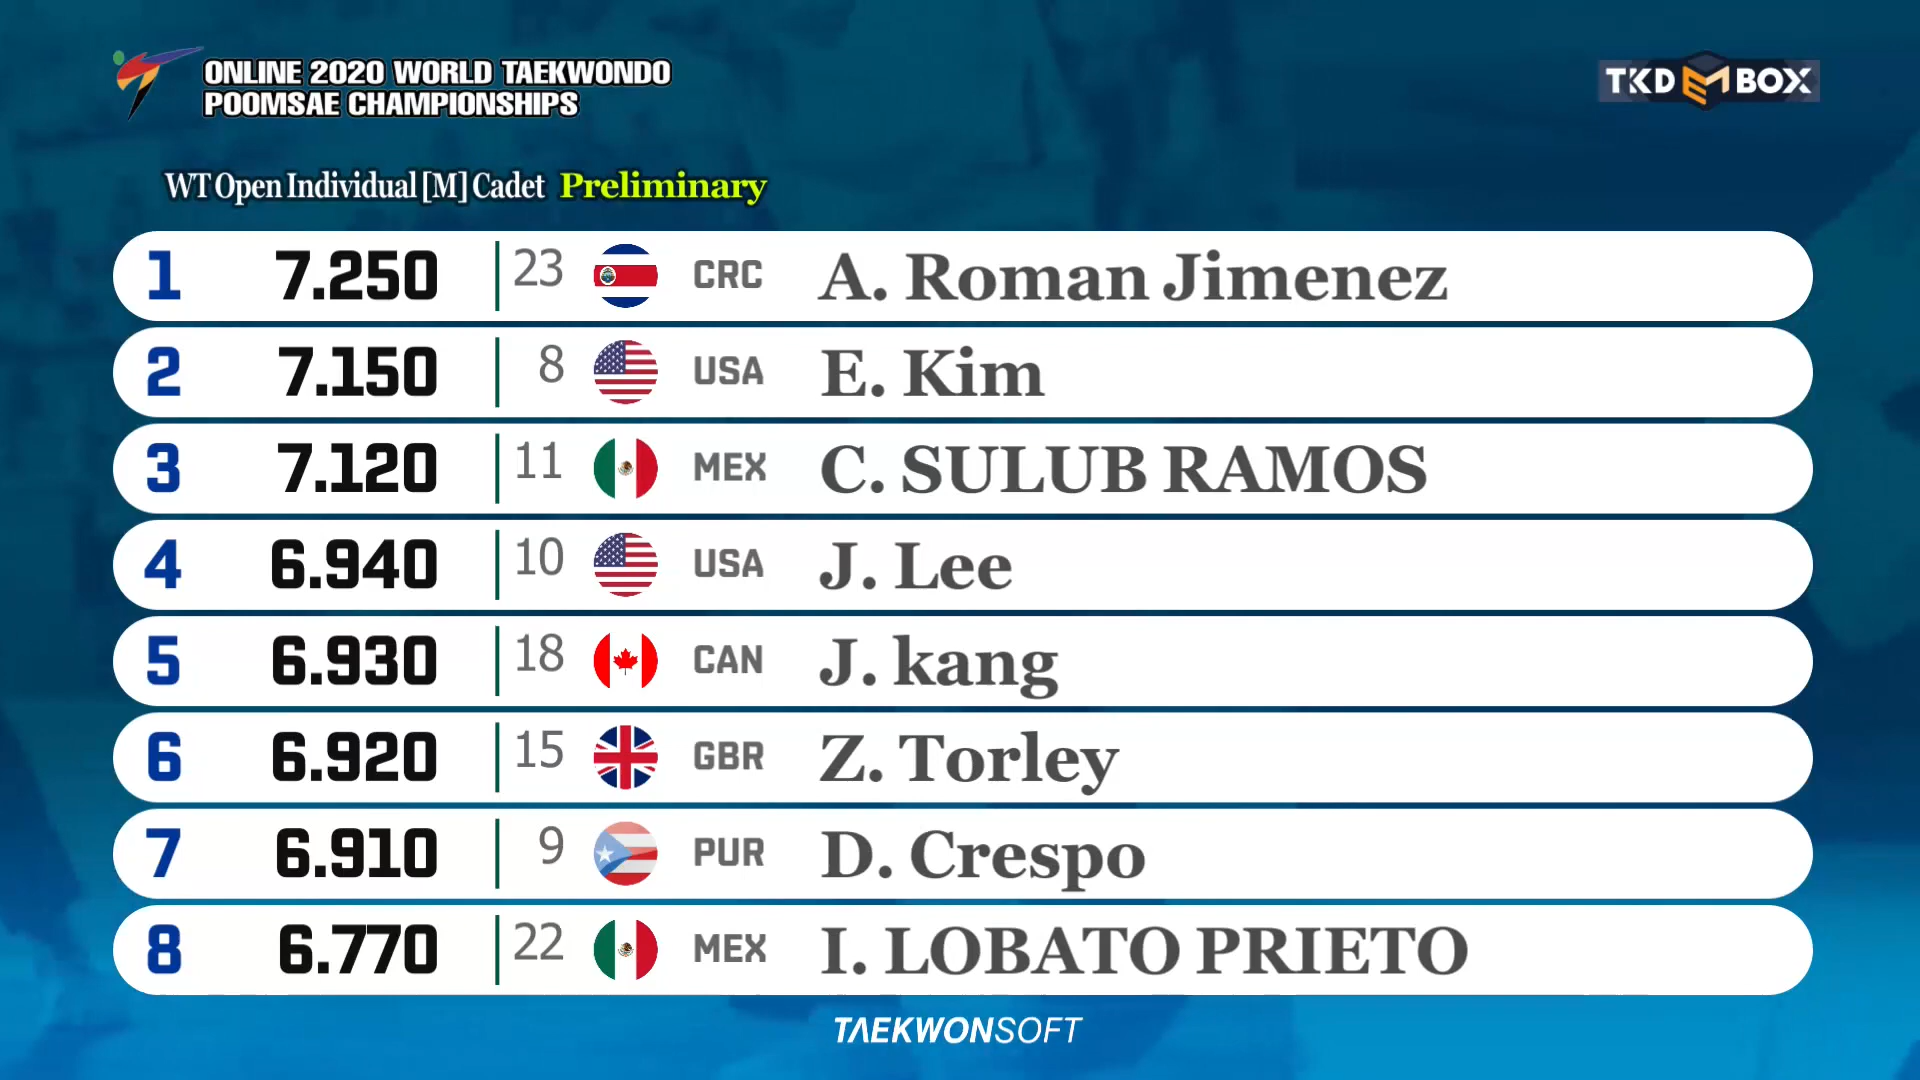 ONLINE 2020 WORLD TAEKWONDO
POOMSAE CHAMPIONSHIPS
TKD BOX
WT Open Individual [M] Cadet Preliminary
1 7.250 23 CRC A. Roman Jimenez
2 7.150 8 USA E. Kim
3 7.120 11 MEX C. SULUB RAMOS
4 6.940 10 USA J. Lee
5 6.930 18 CAN J. kang
6 6.920 15 GBR Z. Torley
7 6.910 9 PUR D. Crespo
8 6.770 22 MEX I. LOBATO PRIETO
TAEKWONSOFT